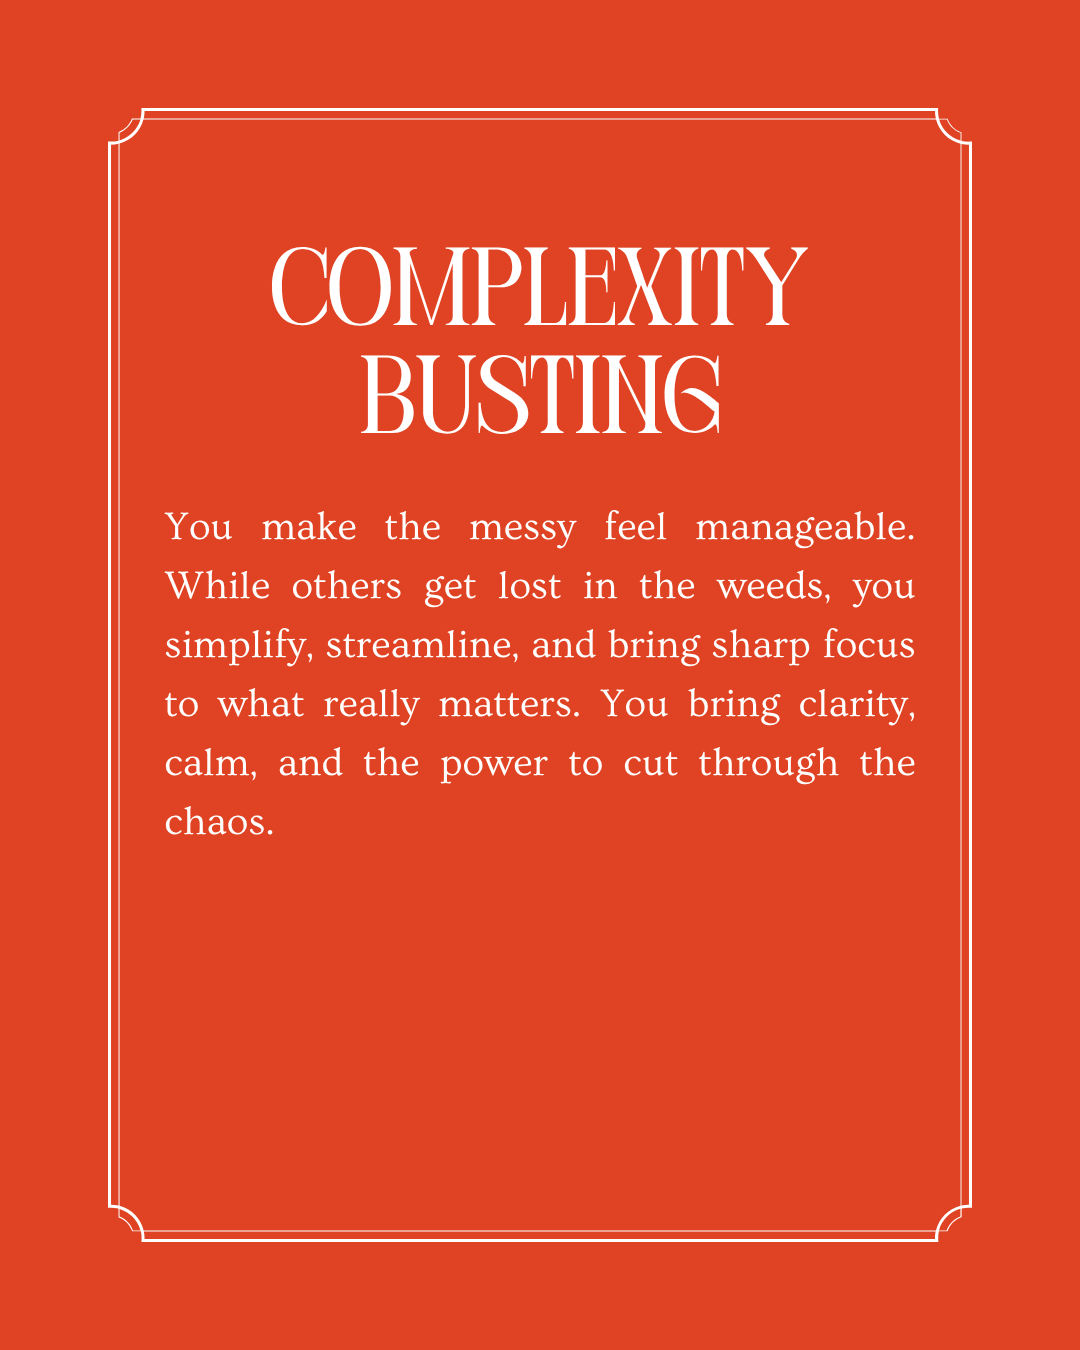 COMPLEXITY
BUSTING
You make the messy feel manageable.
While others get lost in the weeds, you
simplify, streamline, and bring sharp focus
to what really matters. You bring clarity,
calm, and the power to cut through the
chaos.